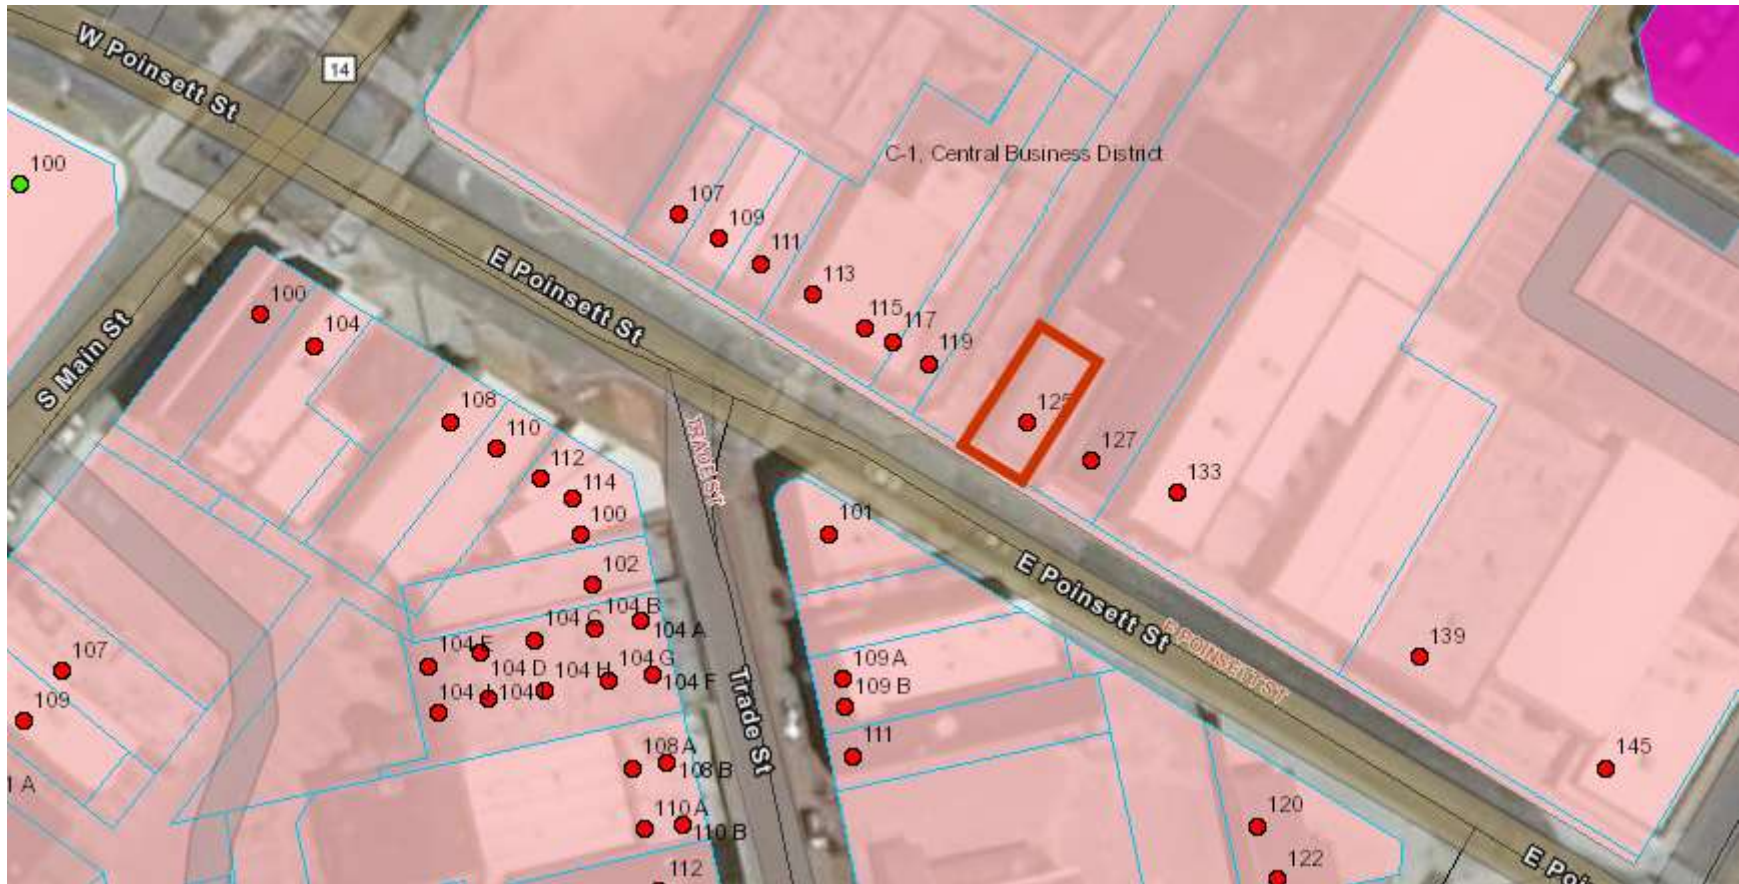 W Poinsett St
14
100
C-1, Central Business District
107
109
111
E Poinsett St
113
100
S Main St
104
115
117
119
108
125
110
127
112
TRADE ST
133
114
100
101
102
E Poinsett St
104 B
104 C
104 A
E POINSETT ST
104 E
139
107
104 D
104 H
104 G
109 A
104 F
109 B
Trade St
109
111
108 A
108 B
145
1 A
110 A
110 B
120
112
122
E Poi